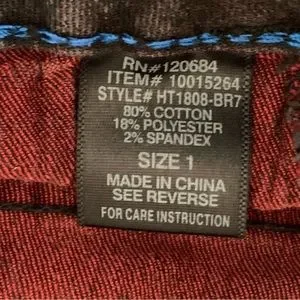 RN#120684
ITEM# 10015264
STYLE# HT1808-BR7
80% COTTON
18% POLYESTER
2% SPANDEX
SIZE 1
MADE IN CHINA
SEE REVERSE
FOR CARE INSTRUCTION